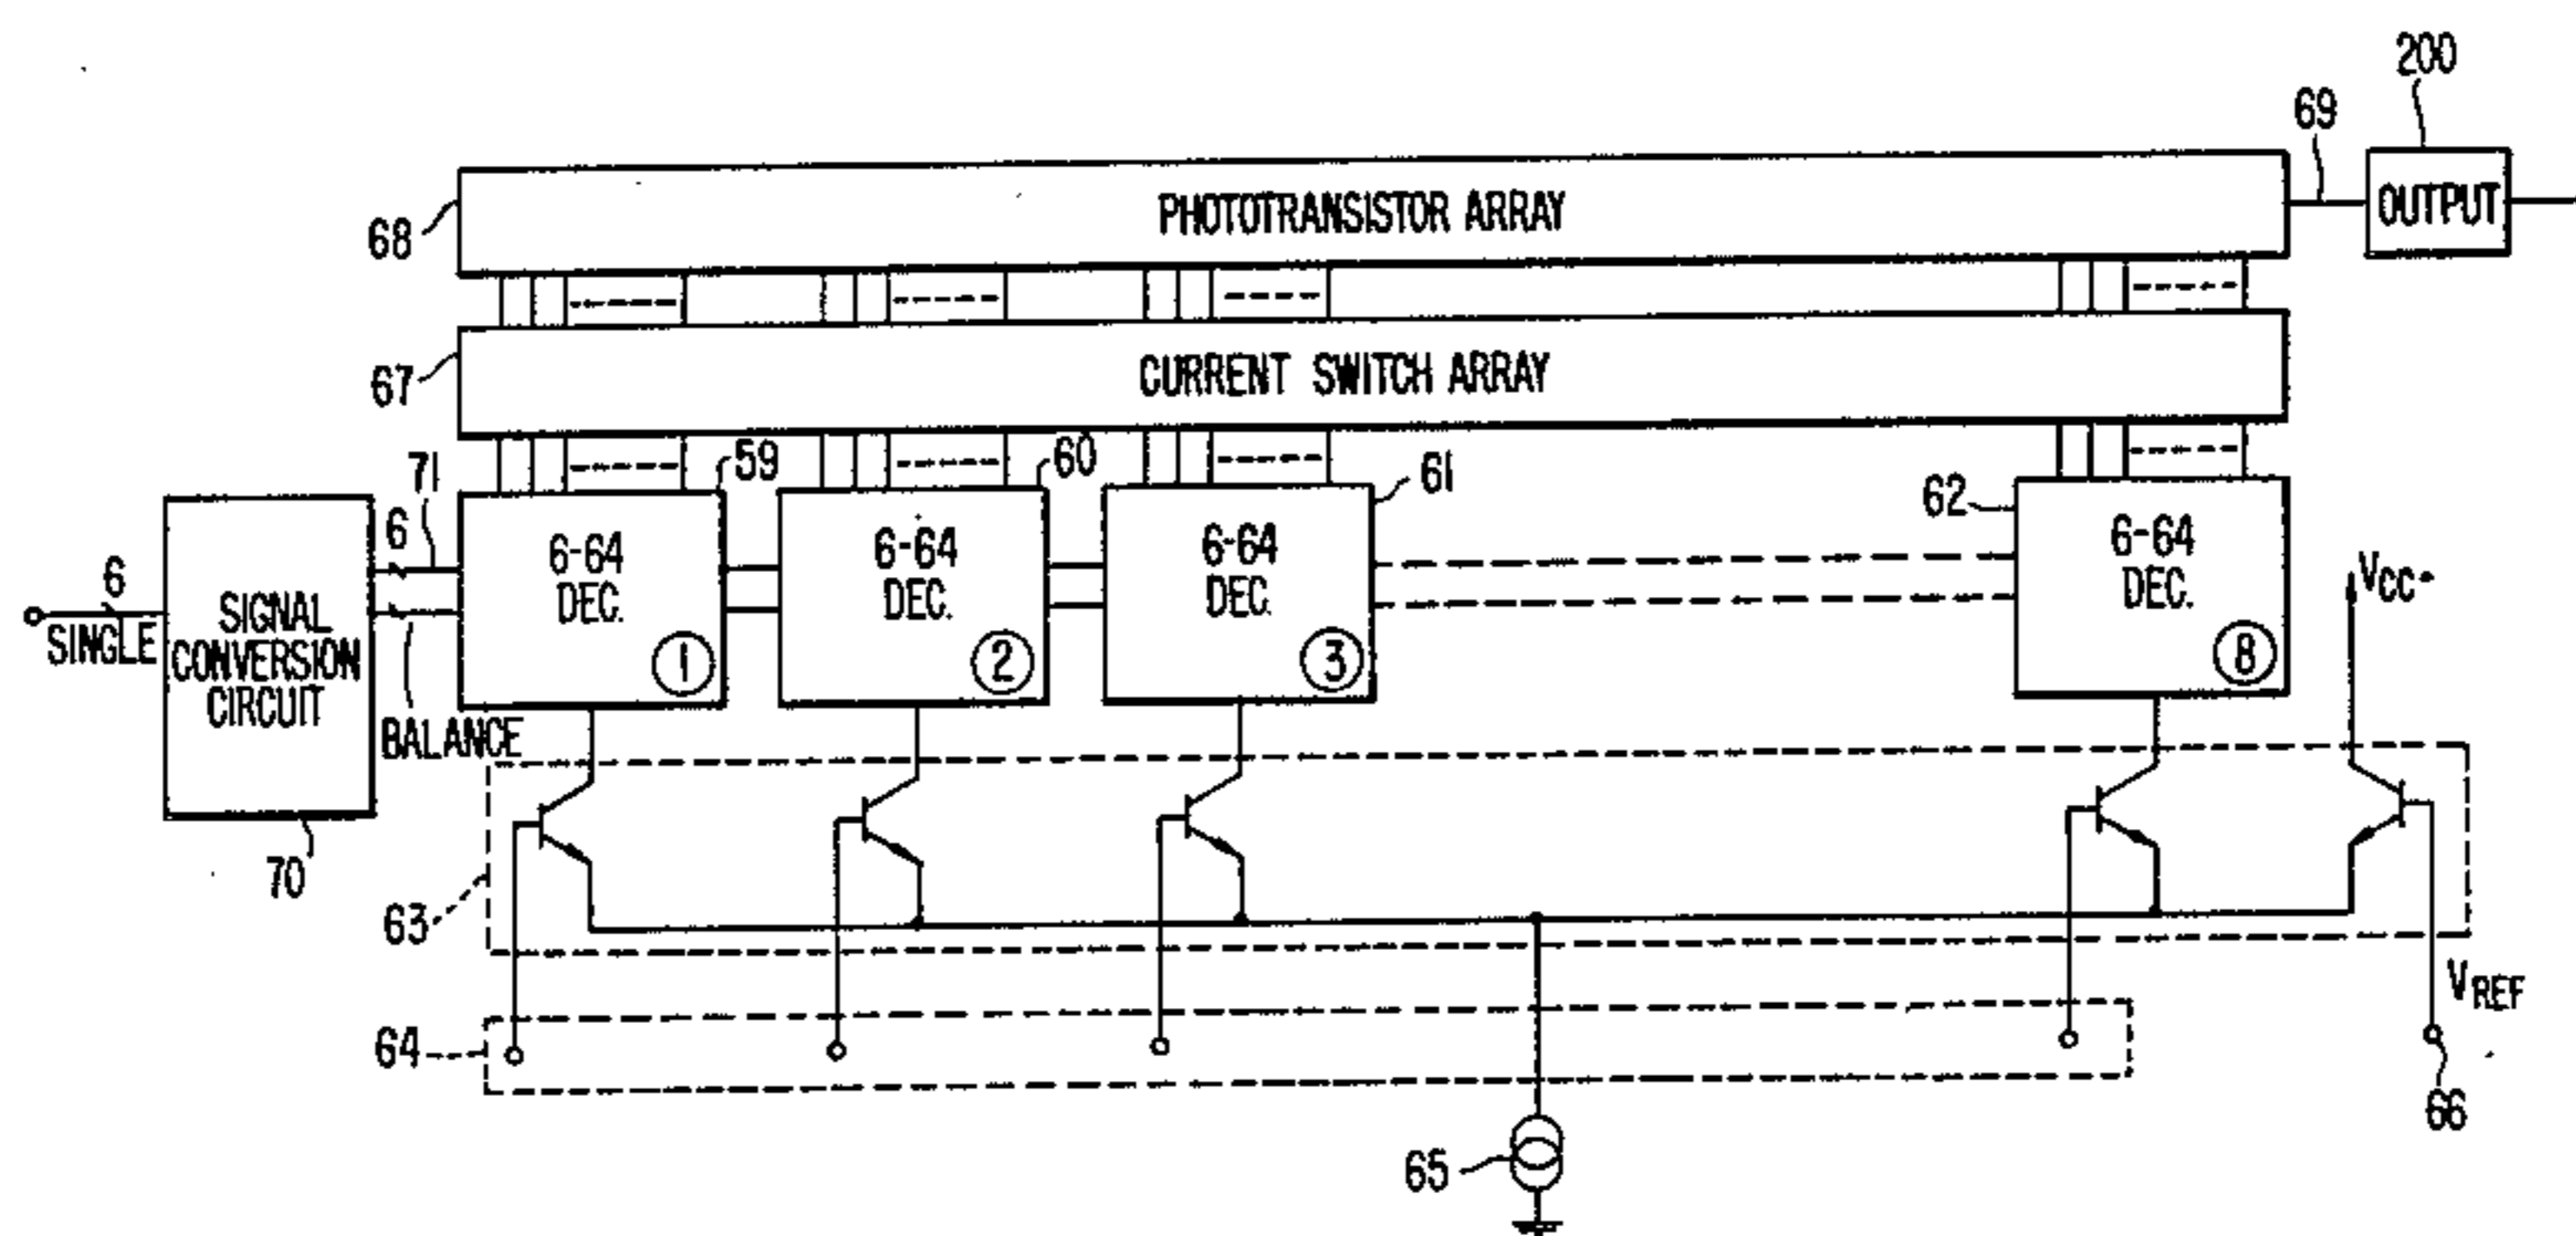 200
69
PHOTOTRANSISTOR ARRAY
OUTPUT
68
CURRENT SWITCH ARRAY
67
71
59
60
61
62
6
6
SINGLE
SIGNAL
CONVERSION
CIRCUIT
BALANCE
70
6-64
DEC.
1
6-64
DEC.
2
6-64
DEC.
3
6-64
DEC.
8
VCC
63
64
VREF
65
66